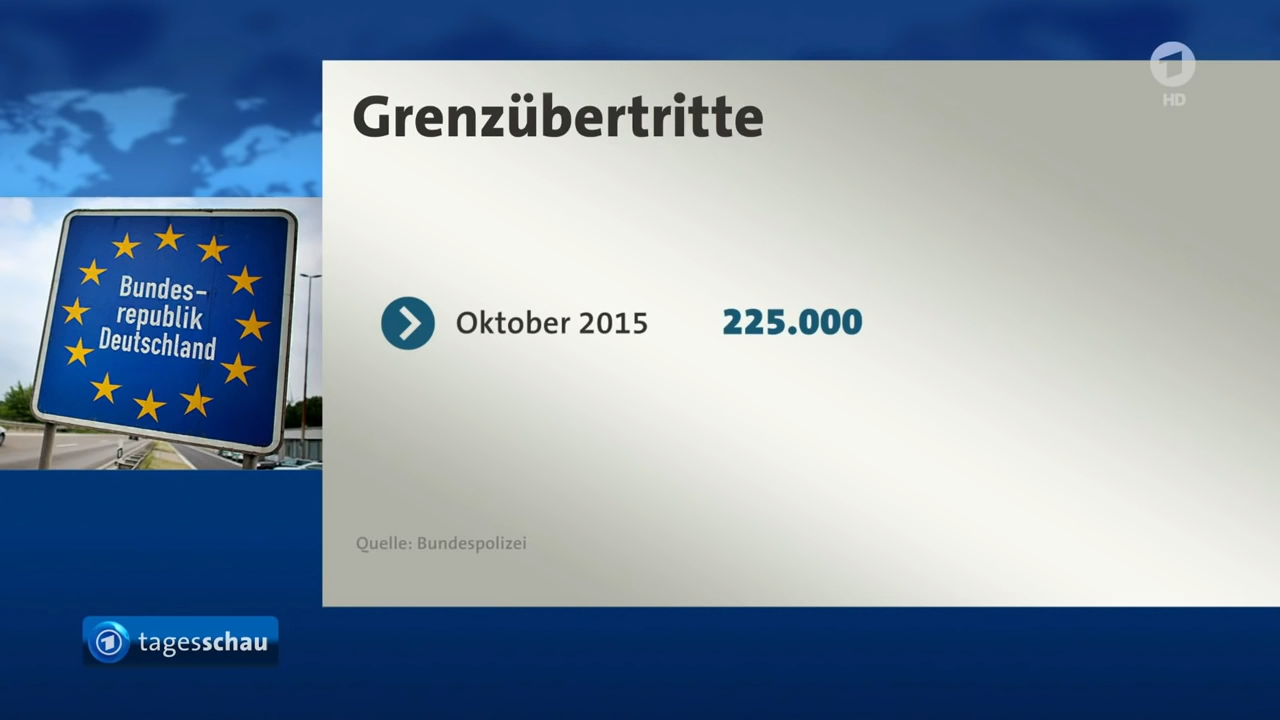 HD
Grenzübertritte
Bundes-
republik
Deutschland
Oktober 2015 225.000
Quelle: Bundespolizei
tagesschau